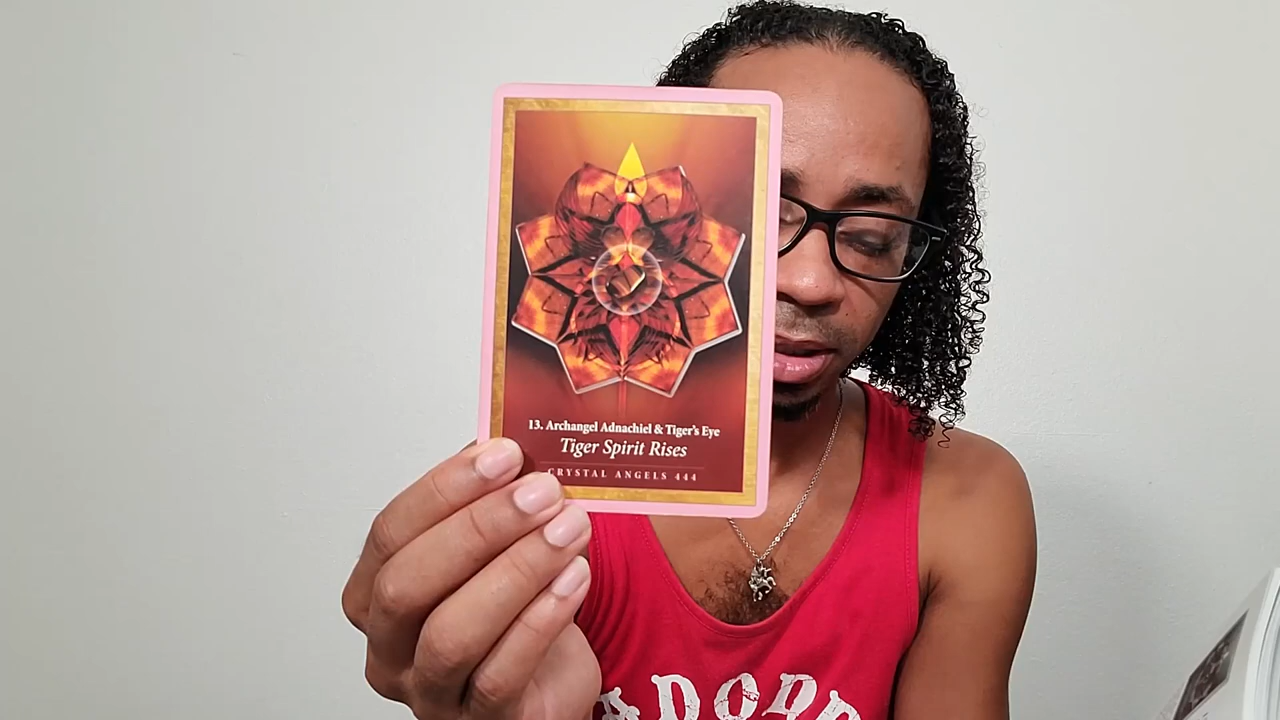 13. Archangel Adnachiel & Tiger's Eye
Tiger Spirit Rises
CRYSTAL ANGELS 444